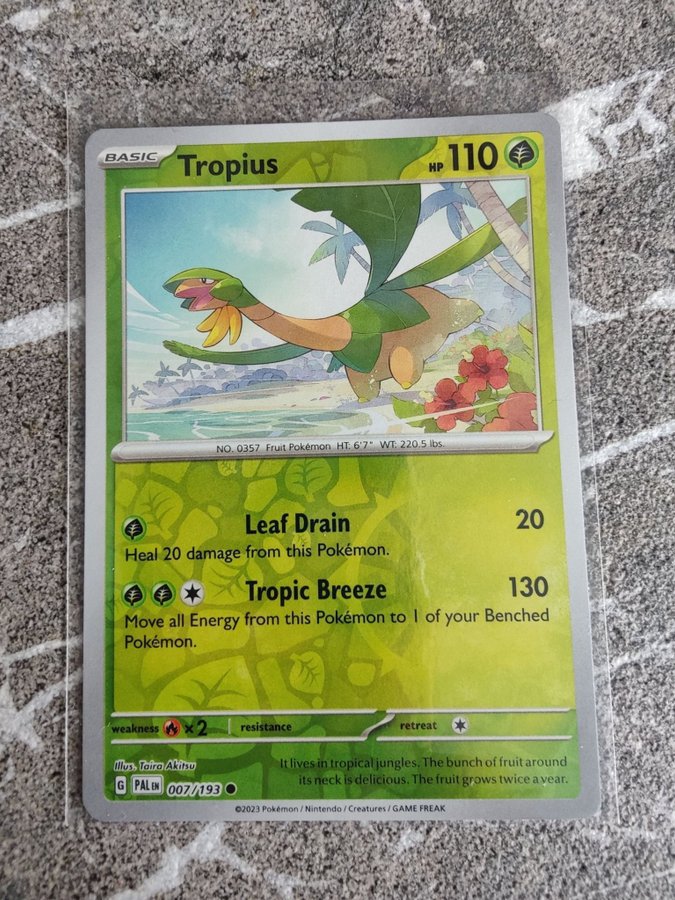 BASIC Tropius HP 110
NO. 0357 Fruit Pokémon HT: 6'7" WT: 220.5 lbs.
Leaf Drain 20
Heal 20 damage from this Pokémon.
Tropic Breeze 130
Move all Energy from this Pokémon to 1 of your Benched
Pokémon.
weakness ×2 resistance retreat
Illus. Taira Akitsu
It lives in tropical jungles. The bunch of fruit around
its neck is delicious. The fruit grows twice a year.
G PAL EN 007/193
©2023 Pokémon / Nintendo / Creatures / GAME FREAK